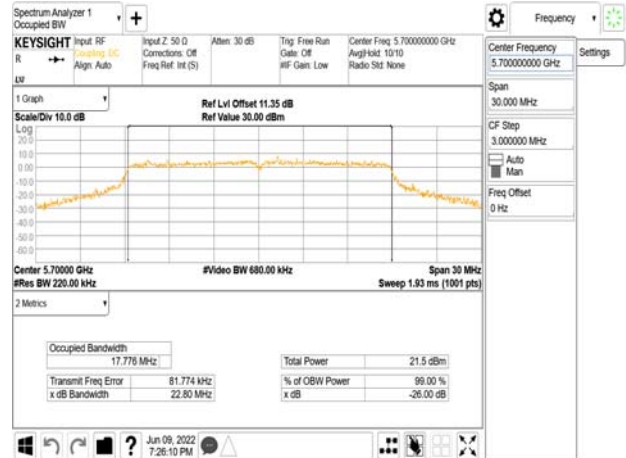 Spectrum Analyzer 1
Occupied BW
+
Frequency
KEYSIGHT Input: RF Input Z: 50 Ω Atten: 30 dB Trig: Free Run Center Freq: 5.700000000 GHz
R Coupling: DC Corrections: Off Gate: Off Avg|Hold: 10/10
Align: Auto Freq Ref: Int (S) #IF Gain: Low Radio Std: None
LW
Center Frequency
5.700000000 GHz
Settings
Span
30.000 MHz
CF Step
3.000000 MHz
Auto
Man
Freq Offset
0 Hz
1 Graph
Ref Lvl Offset 11.35 dB
Scale/Div 10.0 dB Ref Value 30.00 dBm
Log
20.0
10.0
0.00
-10.0
-20.0
-30.0
-40.0
-50.0
-60.0
Center 5.70000 GHz #Video BW 680.00 kHz Span 30 MHz
#Res BW 220.00 kHz Sweep 1.93 ms (1001 pts)
2 Metrics
Occupied Bandwidth
17.776 MHz Total Power 21.5 dBm
Transmit Freq Error 81.774 kHz % of OBW Power 99.00 %
x dB Bandwidth 22.80 MHz x dB -26.00 dB
? Jun 09, 2022
7:26:10 PM